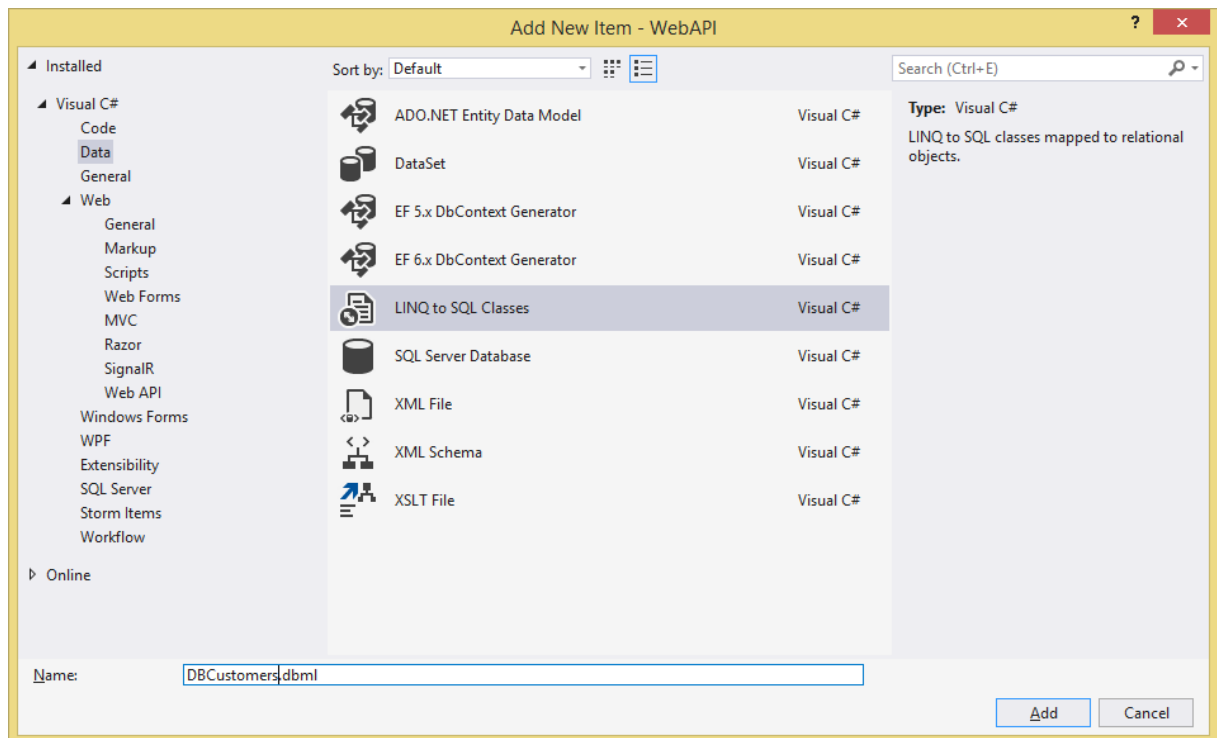 Add New Item - WebAPI
?
Installed
Visual C#
Code
Data
General
Web
General
Markup
Scripts
Web Forms
MVC
Razor
SignalR
Web API
Windows Forms
WPF
Extensibility
SQL Server
Storm Items
Workflow
Online
Sort by: Default
ADO.NET Entity Data Model Visual C#
DataSet Visual C#
EF 5.x DbContext Generator Visual C#
EF 6.x DbContext Generator Visual C#
LINQ to SQL Classes Visual C#
SQL Server Database Visual C#
XML File Visual C#
XML Schema Visual C#
XSLT File Visual C#
Search (Ctrl+E)
Type: Visual C#
LINQ to SQL classes mapped to relational
objects.
Name: DBCustomers.dbml
Add Cancel